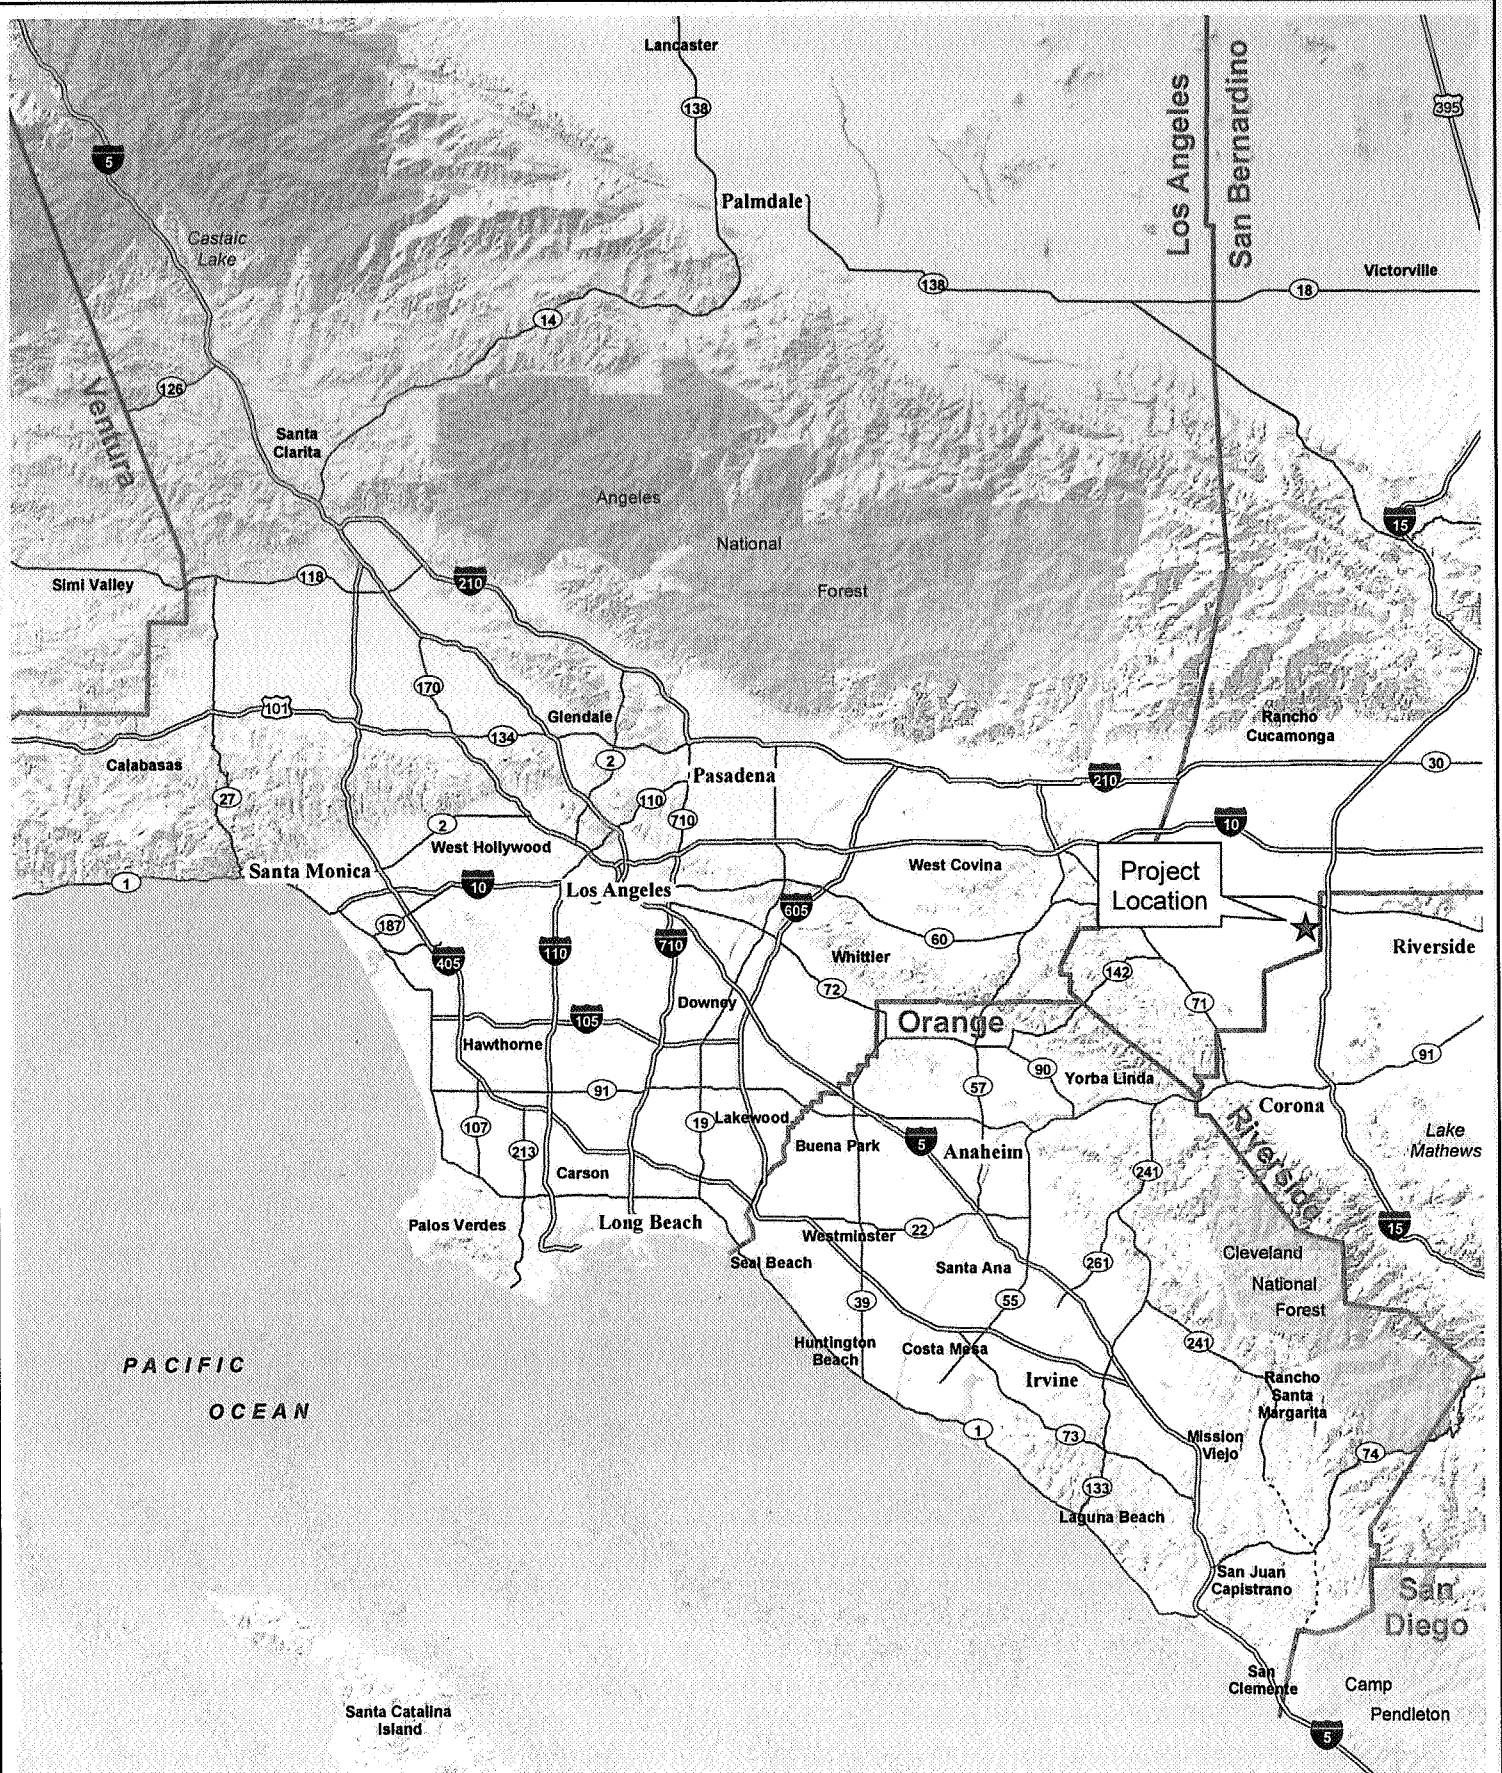 Lancaster
138
395
Los Angeles
San Bernardino
5
Palmdale
Castaic
Lake
138
Victorville
18
14
126
Ventura
Santa
Clarita
Angeles
National
Forest
15
Simi Valley
118
210
170
101
Glendale
134
Rancho
Cucamonga
Calabasas
2
Pasadena
210
30
27
110
710
2
10
West Hollywood
West Covina
Santa Monica
1
10
Los Angeles
Project
Location
605
187
60
Riverside
405
110
710
Whittier
142
72
Downey
71
105
Orange
Hawthorne
91
90
Yorba Linda
57
91
Corona
107
19
Lakewood
Buena Park
5
Anaheim
Riverside
Lake
Mathews
213
Carson
241
Palos Verdes
Long Beach
Westminster
22
15
Seal Beach
Santa Ana
261
Cleveland
National
Forest
39
55
Huntington
Beach
Costa Mesa
241
PACIFIC
OCEAN
Irvine
Rancho
Santa
Margarita
1
73
Mission
Viejo
74
133
Laguna Beach
San Juan
Capistrano
San
Diego
San
Clemente
Camp
Pendleton
Santa Catalina
Island
5